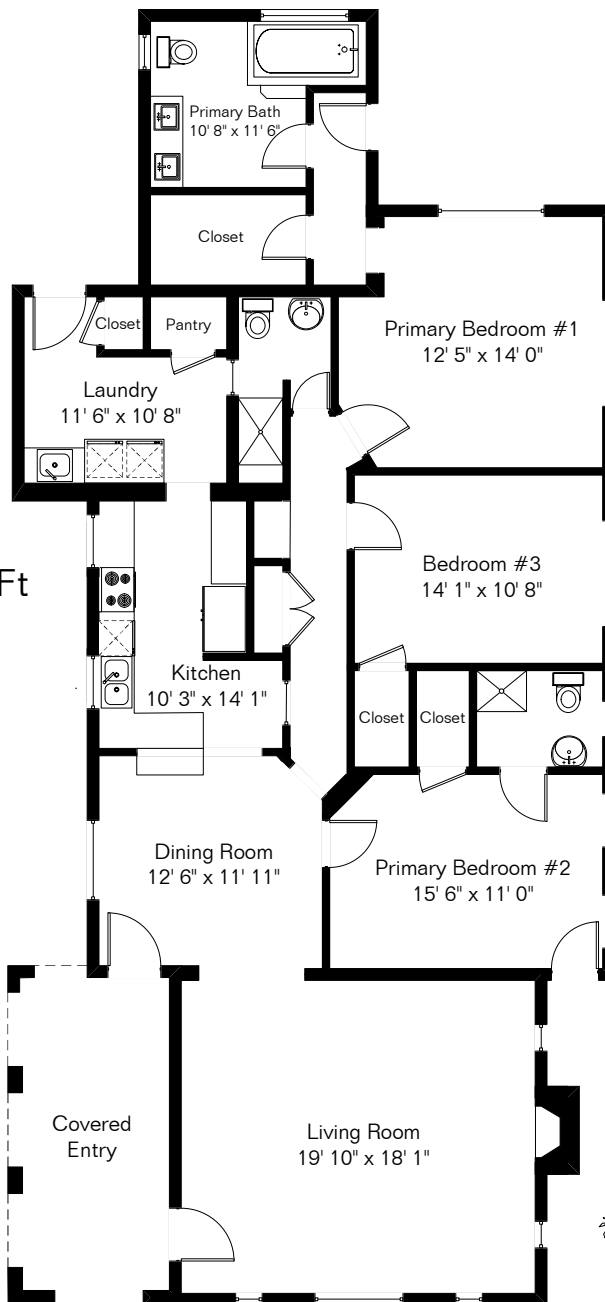 Primary Bath
10' 8" x 11' 6"
Closet
Closet
Pantry
Primary Bedroom #1
12' 5" x 14' 0"
Laundry
11' 6" x 10' 8"
Ft
Bedroom #3
14' 1" x 10' 8"
Kitchen
10' 3" x 14' 1"
Closet
Closet
Dining Room
12' 6" x 11' 11"
Primary Bedroom #2
15' 6" x 11' 0"
Covered
Entry
Living Room
19' 10" x 18' 1"